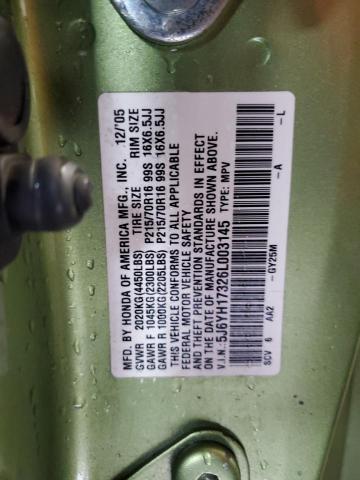 MFD. BY HONDA OF AMERICA MFG., INC. 12/'05
TIRE SIZE RIM SIZE
GVWR 2020KG(4450LBS)
GAWR F 1045KG(2300LBS) P215/70R16 99S 16X6.5JJ
GAWR R 1000KG(2205LBS) P215/70R16 99S 16X6.5JJ
THIS VEHICLE CONFORMS TO ALL APPLICABLE
FEDERAL MOTOR VEHICLE SAFETY
AND THEFT PREVENTION STANDARDS IN EFFECT
ON THE DATE OF MANUFACTURE SHOWN ABOVE.
V.I.N.:5J6YH17326L003145 TYPE: MPV
SCV 6 AA2 -GY25M -A -L